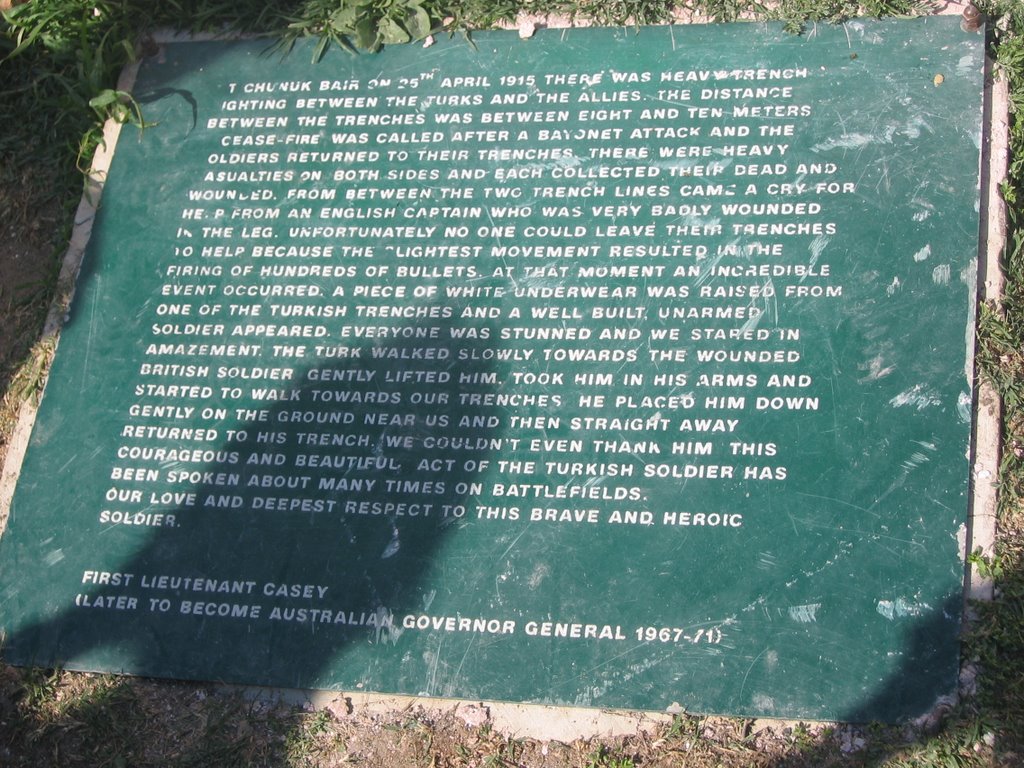 T CHUNUK BAIR ON 25TH APRIL 1915 THERE WAS HEAVY TRENCH
IGHTING BETWEEN THE TURKS AND THE ALLIES. THE DISTANCE
BETWEEN THE TRENCHES WAS BETWEEN EIGHT AND TEN METERS
CEASE-FIRE WAS CALLED AFTER A BAYONET ATTACK AND THE
OLDIERS RETURNED TO THEIR TRENCHES. THERE WERE HEAVY
ASUALTIES ON BOTH SIDES AND EACH COLLECTED THEIR DEAD AND
WOUNDED. FROM BETWEEN THE TWO TRENCH LINES CAME A CRY FOR
HELP FROM AN ENGLISH CAPTAIN WHO WAS VERY BADLY WOUNDED
IN THE LEG. UNFORTUNATELY NO ONE COULD LEAVE THEIR TRENCHES
TO HELP BECAUSE THE SLIGHTEST MOVEMENT RESULTED IN THE
FIRING OF HUNDREDS OF BULLETS. AT THAT MOMENT AN INCREDIBLE
EVENT OCCURRED. A PIECE OF WHITE UNDERWEAR WAS RAISED FROM
ONE OF THE TURKISH TRENCHES AND A WELL BUILT, UNARMED
SOLDIER APPEARED. EVERYONE WAS STUNNED AND WE STARED IN
AMAZEMENT. THE TURK WALKED SLOWLY TOWARDS THE WOUNDED
BRITISH SOLDIER GENTLY LIFTED HIM, TOOK HIM IN HIS ARMS AND
STARTED TO WALK TOWARDS OUR TRENCHES. HE PLACED HIM DOWN
GENTLY ON THE GROUND NEAR US AND THEN STRAIGHT AWAY
RETURNED TO HIS TRENCH. WE COULDN'T EVEN THANK HIM THIS
COURAGEOUS AND BEAUTIFUL ACT OF THE TURKISH SOLDIER HAS
BEEN SPOKEN ABOUT MANY TIMES ON BATTLEFIELDS.
OUR LOVE AND DEEPEST RESPECT TO THIS BRAVE AND HEROIC
SOLDIER.
FIRST LIEUTENANT CASEY
(LATER TO BECOME AUSTRALIAN GOVERNOR GENERAL 1967-71)